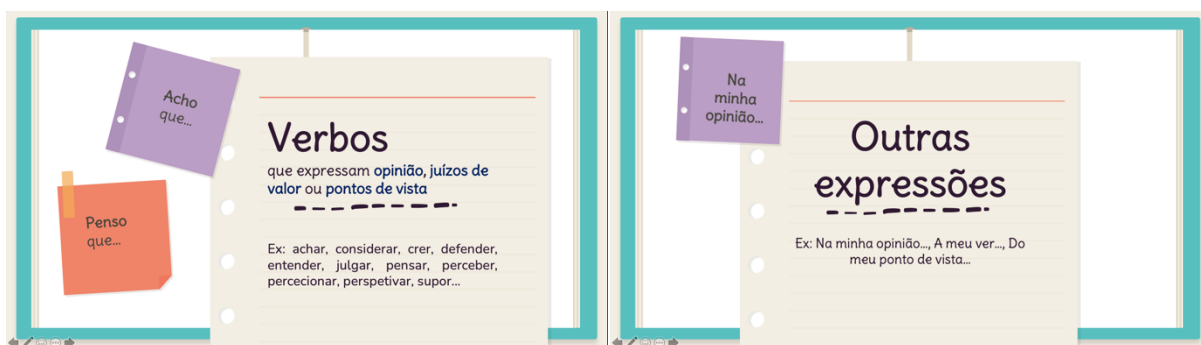 Acho
que...
Penso
que...
Verbos
que expressam opinião, juízos de
valor ou pontos de vista
Ex: achar, considerar, crer, defender,
entender, julgar, pensar, perceber,
percecionar, perspetivar, supor...
Na
minha
opinião...
Outras
expressões
Ex: Na minha opinião..., A meu ver..., Do
meu ponto de vista...